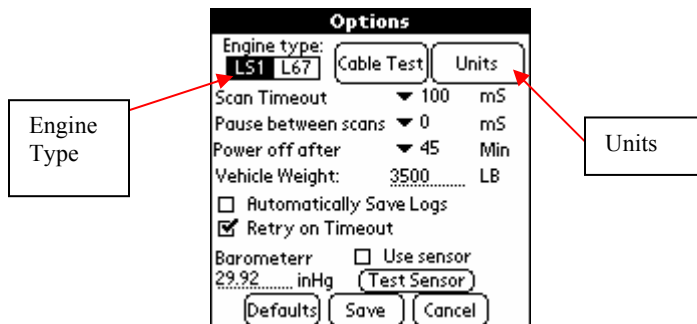 Options
Engine type:
LS1 L67 Cable Test Units
Scan Timeout 100 mS
Pause between scans 0 mS
Power off after 45 Min
Vehicle Weight: 3500 LB
Automatically Save Logs
Retry on Timeout
Barometerr Use sensor
29.92 inHg Test Sensor
Defaults Save Cancel
Engine
Type
Units